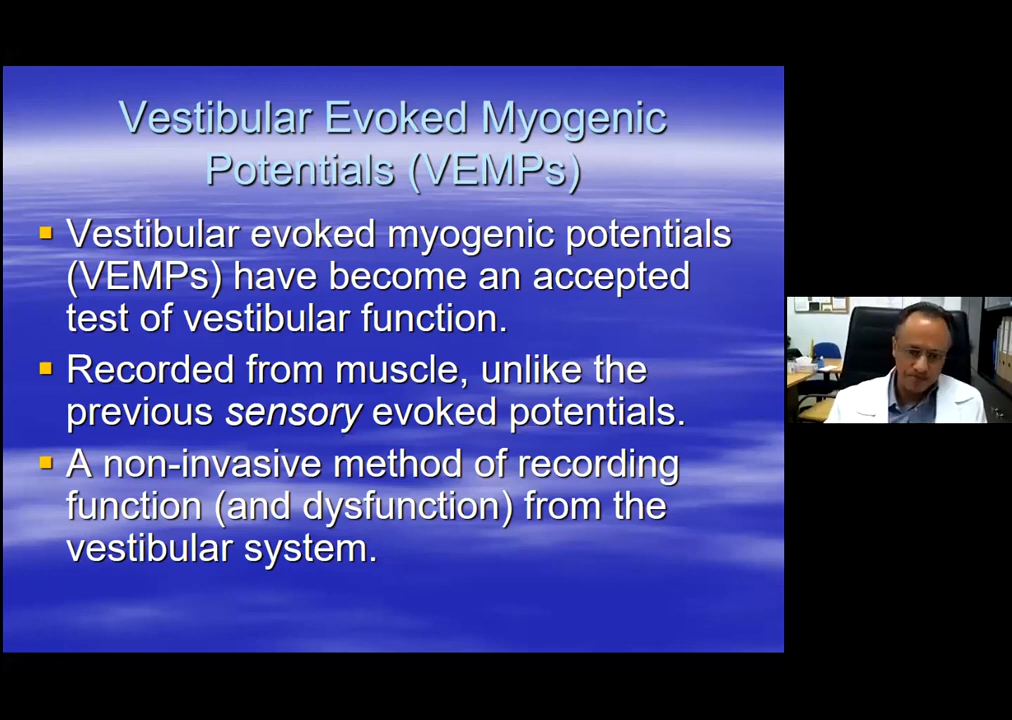 Vestibular Evoked Myogenic
Potentials (VEMPs)
Vestibular evoked myogenic potentials
(VEMPs) have become an accepted
test of vestibular function.
Recorded from muscle, unlike the
previous sensory evoked potentials.
A non-invasive method of recording
function (and dysfunction) from the
vestibular system.